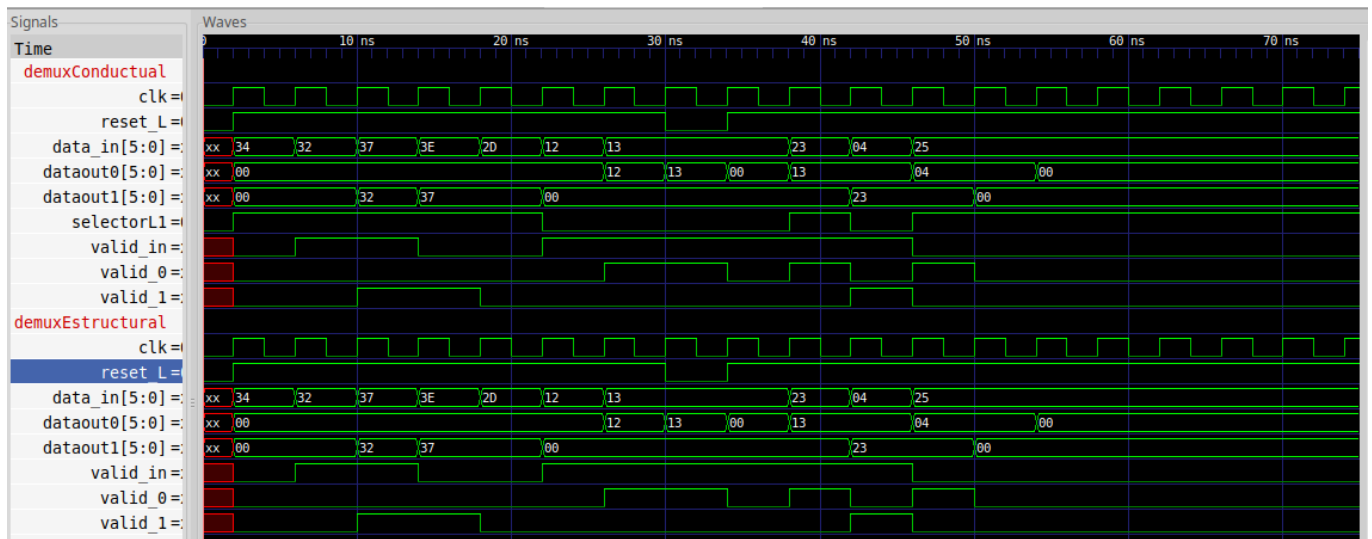 Signals Waves
Time 0 10 ns 20 ns 30 ns 40 ns 50 ns 60 ns 70 ns
demuxConductual
clk =
reset_L =
data_in[5:0] = xx 34 32 37 3E 2D 12 13 23 04 25
dataout0[5:0] = xx 00 12 13 00 13 04 00
dataout1[5:0] = xx 00 32 37 00 23 00
selectorL1 =
valid_in =
valid_0 =
valid_1 =
demuxEstructural
clk =
reset_L =
data_in[5:0] = xx 34 32 37 3E 2D 12 13 23 04 25
dataout0[5:0] = xx 00 12 13 00 13 04 00
dataout1[5:0] = xx 00 32 37 00 23 00
valid_in =
valid_0 =
valid_1 =